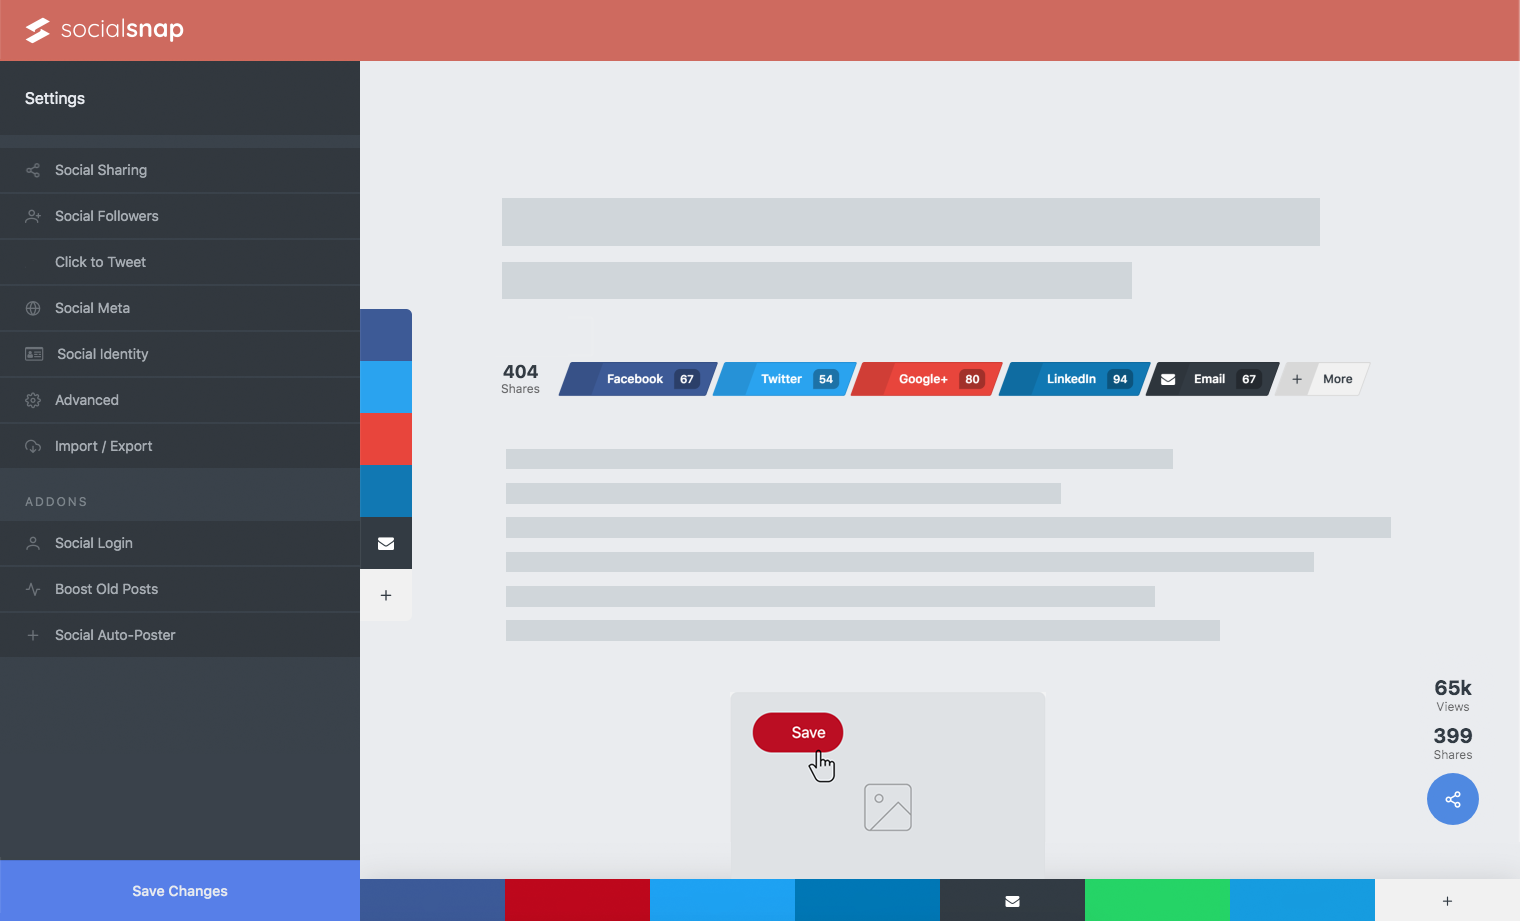 socialsnap
Settings
Social Sharing
Social Followers
Click to Tweet
Social Meta
Social Identity
Advanced
Import / Export
ADDONS
Social Login
Boost Old Posts
Social Auto-Poster
Save Changes
404
Shares
Facebook 67
Twitter 54
Google+ 80
LinkedIn 94
Email 67
+ More
+
Save
65k
Views
399
Shares
+